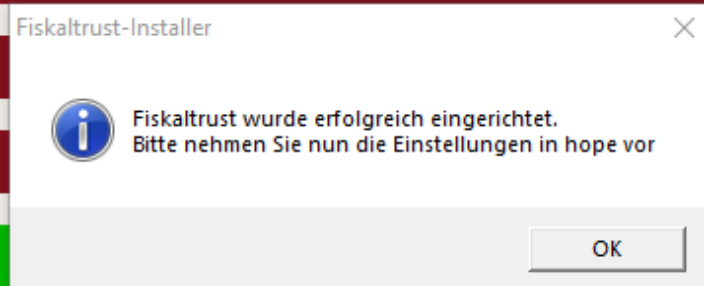 Fiskaltrust-Installer
Fiskaltrust wurde erfolgreich eingerichtet.
Bitte nehmen Sie nun die Einstellungen in hope vor
OK